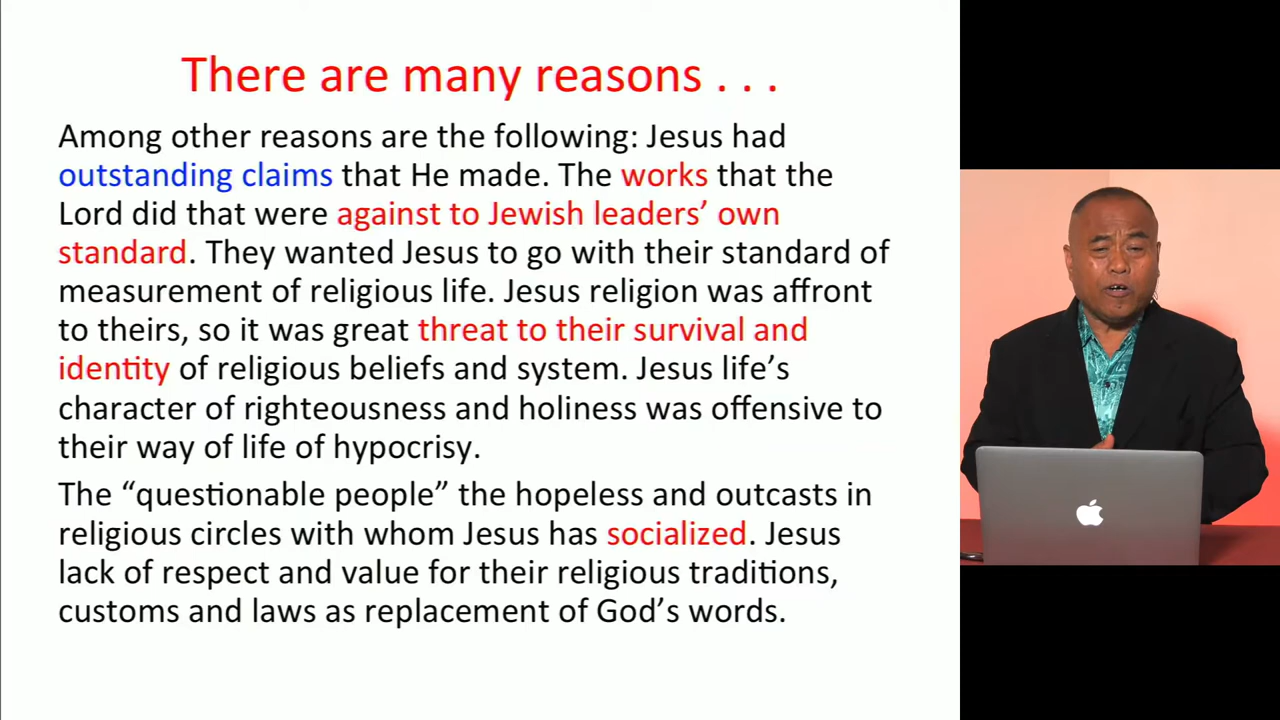 There are many reasons . . .
Among other reasons are the following: Jesus had
outstanding claims that He made. The works that the
Lord did that were against to Jewish leaders’ own
standard. They wanted Jesus to go with their standard of
measurement of religious life. Jesus religion was affront
to theirs, so it was great threat to their survival and
identity of religious beliefs and system. Jesus life’s
character of righteousness and holiness was offensive to
their way of life of hypocrisy.
The “questionable people” the hopeless and outcasts in
religious circles with whom Jesus has socialized. Jesus
lack of respect and value for their religious traditions,
customs and laws as replacement of God’s words.